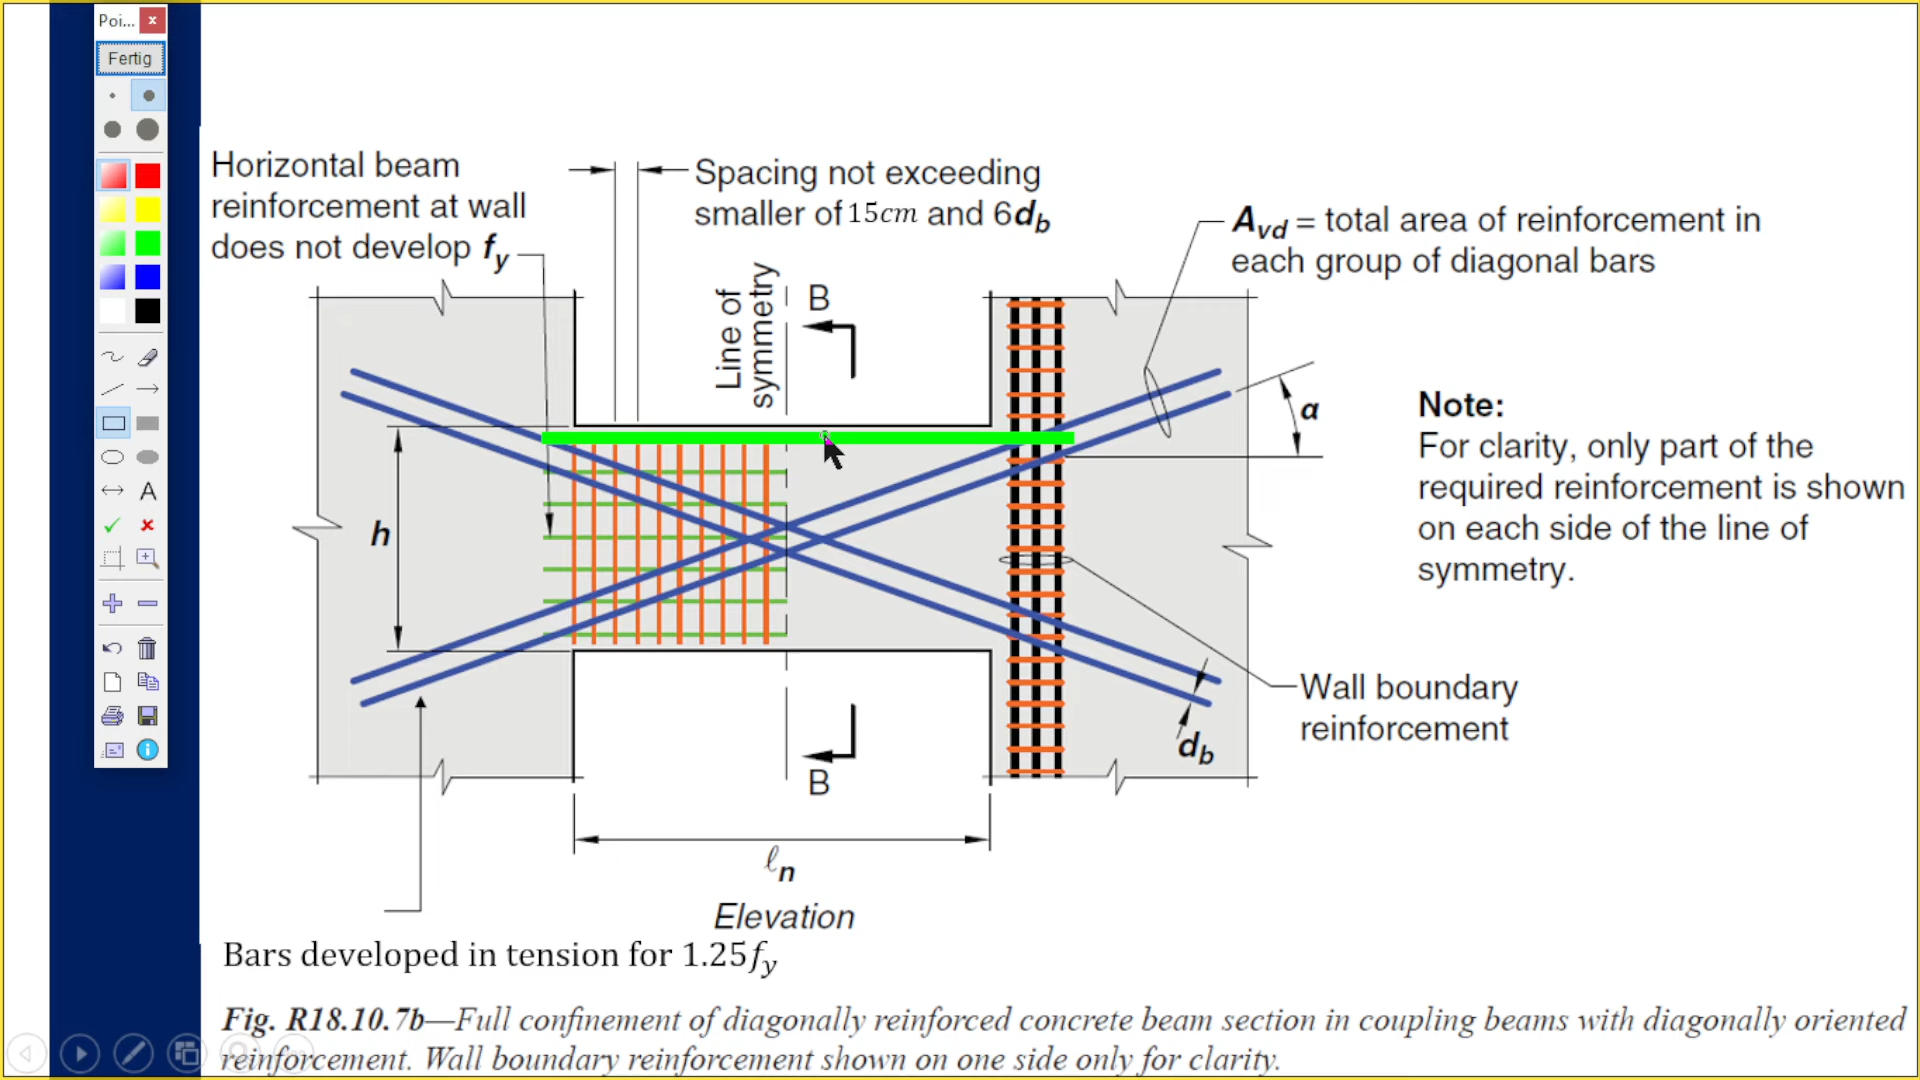 Poi...
x
Fertig
A
Horizontal beam
reinforcement at wall
does not develop fy
Spacing not exceeding
smaller of 15cm and 6db
Avd = total area of reinforcement in
each group of diagonal bars
Line of
symmetry
B
α
Note:
For clarity, only part of the
required reinforcement is shown
on each side of the line of
symmetry.
h
Wall boundary
reinforcement
db
B
ℓn
Elevation
Bars developed in tension for 1.25fy
Fig. R18.10.7b—Full confinement of diagonally reinforced concrete beam section in coupling beams with diagonally oriented
reinforcement. Wall boundary reinforcement shown on one side only for clarity.